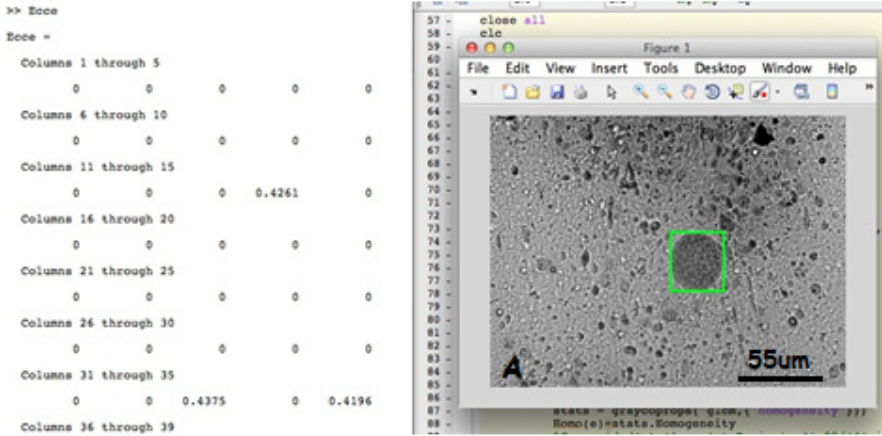 >> Ecce
Ecce =
Columns 1 through 5
0 0 0 0 0
Columns 6 through 10
0 0 0 0 0
Columns 11 through 15
0 0 0 0.4261 0
Columns 16 through 20
0 0 0 0 0
Columns 21 through 25
0 0 0 0 0
Columns 26 through 30
0 0 0 0 0
Columns 31 through 35
0 0 0.4375 0 0.4196
Columns 36 through 39
57 - close all
58 - clc
59 -
60
61 -
62
63
64
65
66 -
67 -
68 -
69 -
70 -
71 -
72 -
73 -
74 -
75 -
76 -
77 -
78 -
79 -
80 -
81 -
82 -
83 -
84 -
85 -
86 -
87 - stats = graycoprops( glcm,{ 'homogeneity' });
88 - Homo(e)=stats.Homogeneity
Figure 1
File Edit View Insert Tools Desktop Window Help
A
55um